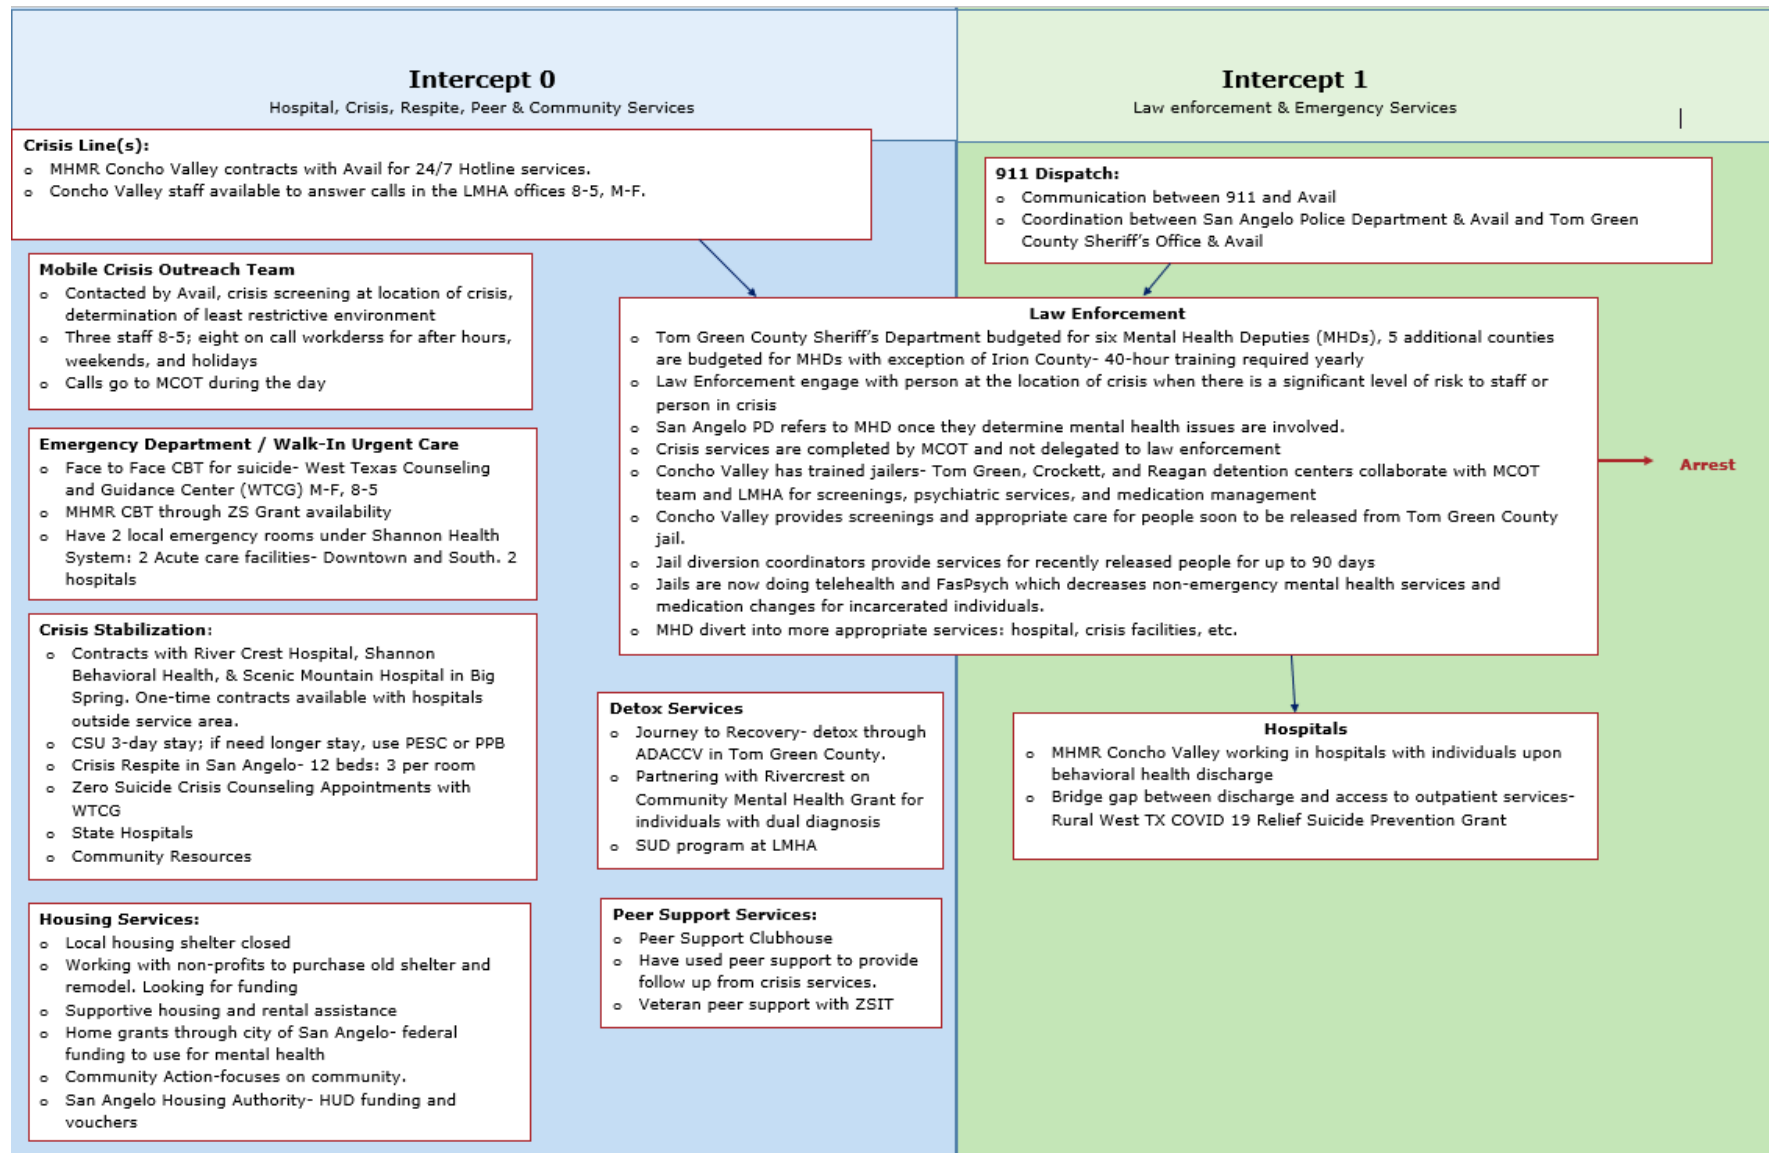 Intercept 0
Hospital, Crisis, Respite, Peer & Community Services
Crisis Line(s):
o MHMR Concho Valley contracts with Avail for 24/7 Hotline services.
o Concho Valley staff available to answer calls in the LMHA offices 8-5, M-F.
Mobile Crisis Outreach Team
o Contacted by Avail, crisis screening at location of crisis,
determination of least restrictive environment
o Three staff 8-5; eight on call workderss for after hours,
weekends, and holidays
o Calls go to MCOT during the day
Emergency Department / Walk-In Urgent Care
o Face to Face CBT for suicide- West Texas Counseling
and Guidance Center (WTCG) M-F, 8-5
o MHMR CBT through ZS Grant availability
o Have 2 local emergency rooms under Shannon Health
System: 2 Acute care facilities- Downtown and South. 2
hospitals
Crisis Stabilization:
o Contracts with River Crest Hospital, Shannon
Behavioral Health, & Scenic Mountain Hospital in Big
Spring. One-time contracts available with hospitals
outside service area.
o CSU 3-day stay; if need longer stay, use PESC or PPB
o Crisis Respite in San Angelo- 12 beds: 3 per room
o Zero Suicide Crisis Counseling Appointments with
WTCG
o State Hospitals
o Community Resources
Housing Services:
o Local housing shelter closed
o Working with non-profits to purchase old shelter and
remodel. Looking for funding
o Supportive housing and rental assistance
o Home grants through city of San Angelo- federal
funding to use for mental health
o Community Action-focuses on community.
o San Angelo Housing Authority- HUD funding and
vouchers
Detox Services
o Journey to Recovery- detox through
ADACCV in Tom Green County.
o Partnering with Rivercrest on
Community Mental Health Grant for
individuals with dual diagnosis
o SUD program at LMHA
Peer Support Services:
o Peer Support Clubhouse
o Have used peer support to provide
follow up from crisis services.
o Veteran peer support with ZSIT
Intercept 1
Law enforcement & Emergency Services
911 Dispatch:
o Communication between 911 and Avail
o Coordination between San Angelo Police Department & Avail and Tom Green
County Sheriff's Office & Avail
Law Enforcement
o Tom Green County Sheriff's Department budgeted for six Mental Health Deputies (MHDs), 5 additional counties
are budgeted for MHDs with exception of Irion County- 40-hour training required yearly
o Law Enforcement engage with person at the location of crisis when there is a significant level of risk to staff or
person in crisis
o San Angelo PD refers to MHD once they determine mental health issues are involved.
o Crisis services are completed by MCOT and not delegated to law enforcement
o Concho Valley has trained jailers- Tom Green, Crockett, and Reagan detention centers collaborate with MCOT
team and LMHA for screenings, psychiatric services, and medication management
o Concho Valley provides screenings and appropriate care for people soon to be released from Tom Green County
jail.
o Jail diversion coordinators provide services for recently released people for up to 90 days
o Jails are now doing telehealth and FasPsych which decreases non-emergency mental health services and
medication changes for incarcerated individuals.
o MHD divert into more appropriate services: hospital, crisis facilities, etc.
Arrest
Hospitals
o MHMR Concho Valley working in hospitals with individuals upon
behavioral health discharge
o Bridge gap between discharge and access to outpatient services-
Rural West TX COVID 19 Relief Suicide Prevention Grant